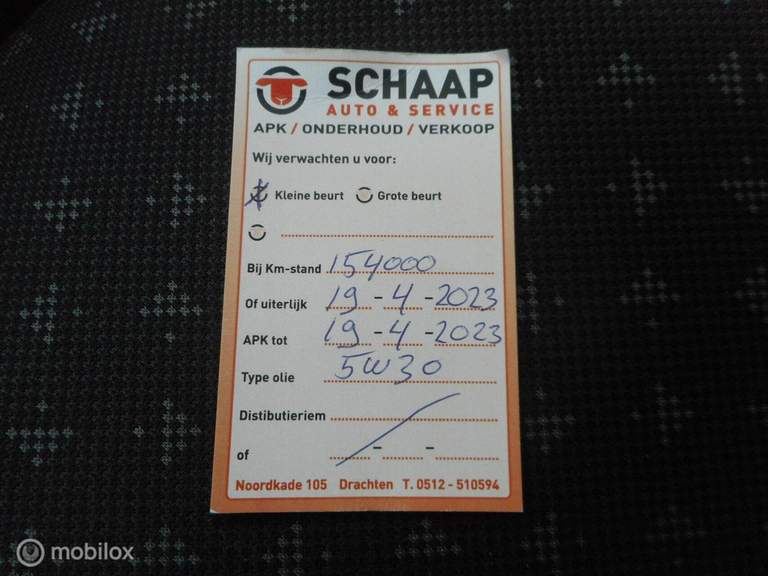 SCHAAP
AUTO & SERVICE
APK / ONDERHOUD / VERKOOP
Wij verwachten u voor:
Kleine beurt Grote beurt
Bij Km-stand 154000
Of uiterlijk 19 - 4 - 2023
APK tot 19 - 4 - 2023
Type olie 5W30
Distibutieriem
of - -
Noordkade 105 Drachten T. 0512 - 510594
mobilox